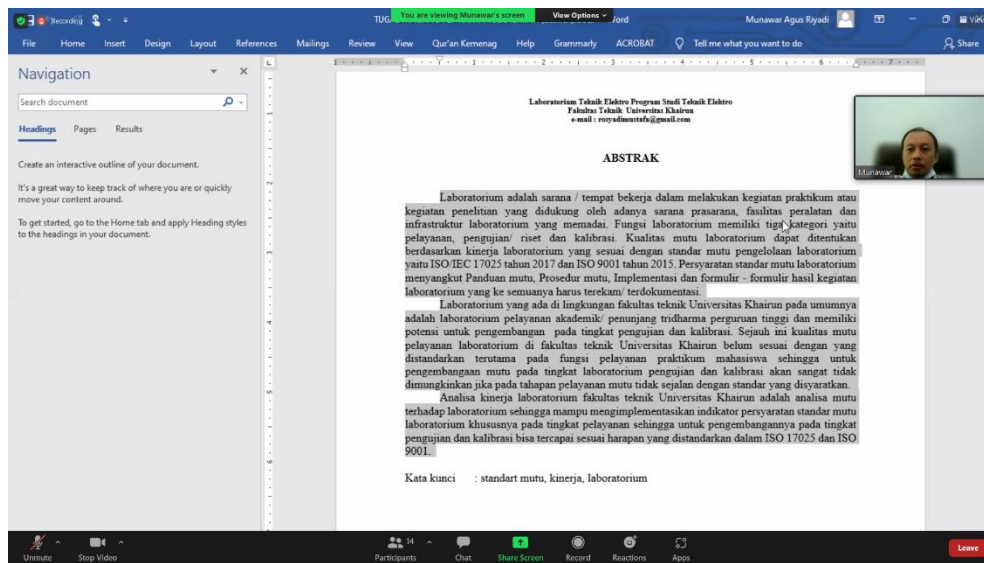 Recording
TUG
You are viewing Munawar's screen
View Options
ord
Munawar Agus Riyadi
File Home Insert Design Layout References Mailings Review View Qur'an Kemenag Help Grammarly ACROBAT Tell me what you want to do Share
Navigation
Search document
Headings Pages Results
Create an interactive outline of your document.
It's a great way to keep track of where you are or quickly
move your content around.
To get started, go to the Home tab and apply Heading styles
to the headings in your document.
Laboratorium Teknik Elektro Program Studi Teknik Elektro
Fakultas Teknik Universitas Khairun
e-mail : rosyadimustafa@gmail.com
ABSTRAK
Laboratorium adalah sarana / tempat bekerja dalam melakukan kegiatan praktikum atau
kegiatan penelitian yang didukung oleh adanya sarana prasarana, fasilitas peralatan dan
infrastruktur laboratorium yang memadai. Fungsi laboratorium memiliki tiga kategori yaitu
pelayanan, pengujian/ riset dan kalibrasi. Kualitas mutu laboratorium dapat ditentukan
berdasarkan kinerja laboratorium yang sesuai dengan standar mutu pengelolaan laboratorium
yaitu ISO/IEC 17025 tahun 2017 dan ISO 9001 tahun 2015. Persyaratan standar mutu laboratorium
menyangkut Panduan mutu, Prosedur mutu, Implementasi dan formulir - formulir hasil kegiatan
laboratorium yang ke semuanya harus terekam/ terdokumentasi.
Laboratorium yang ada di lingkungan fakultas teknik Universitas Khairun pada umumnya
adalah laboratorium pelayanan akademik/ penunjang tridharma perguruan tinggi dan memiliki
potensi untuk pengembangan pada tingkat pengujian dan kalibrasi. Sejauh ini kualitas mutu
pelayanan laboratorium di fakultas teknik Universitas Khairun belum sesuai dengan yang
distandarkan terutama pada fungsi pelayanan praktikum mahasiswa sehingga untuk
pengembangaan mutu pada tingkat laboratorium pengujian dan kalibrasi akan sangat tidak
dimungkinkan jika pada tahapan pelayanan mutu tidak sejalan dengan standar yang disyaratkan.
Analisa kinerja laboratorium fakultas teknik Universitas Khairun adalah analisa mutu
terhadap laboratorium sehingga mampu mengimplementasikan indikator persyaratan standar mutu
laboratorium khususnya pada tingkat pelayanan sehingga untuk pengembangannya pada tingkat
pengujian dan kalibrasi bisa tercapai sesuai harapan yang distandarkan dalam ISO 17025 dan ISO
9001.
Kata kunci : standart mutu, kinerja, laboratorium
Munawar
Unmute Stop Video Participants 14 Chat Share Screen Record Reactions Apps Leave